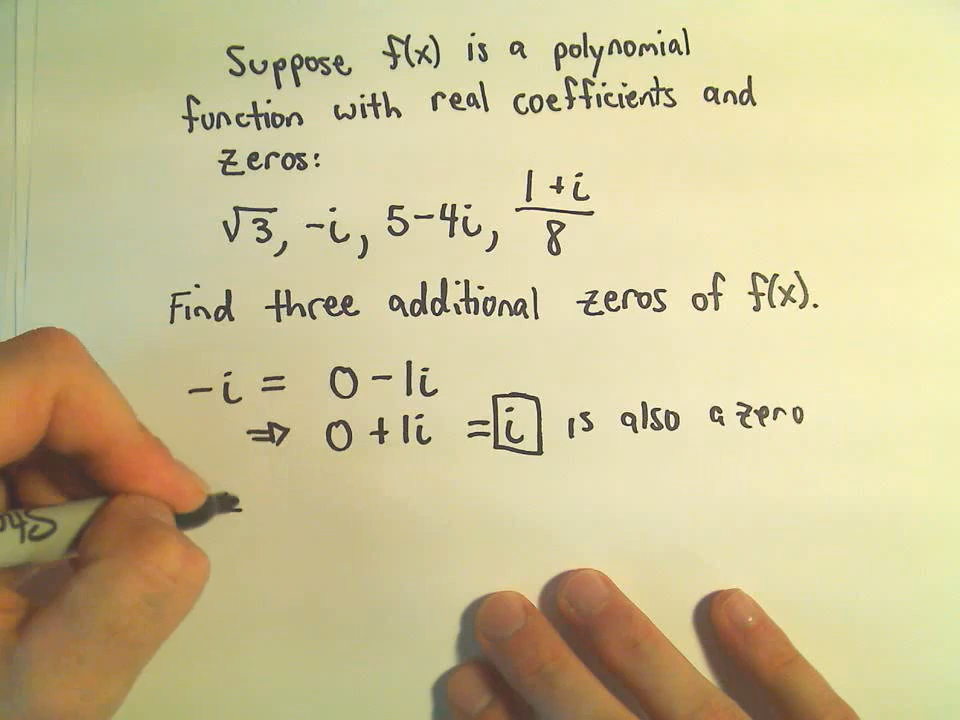 Suppose f(x) is a polynomial
function with real coefficients and
zeros:
√3, -i, 5-4i, (1+i)/8
Find three additional zeros of f(x).
-i = 0-1i
⇒ 0+1i = i is also a zero